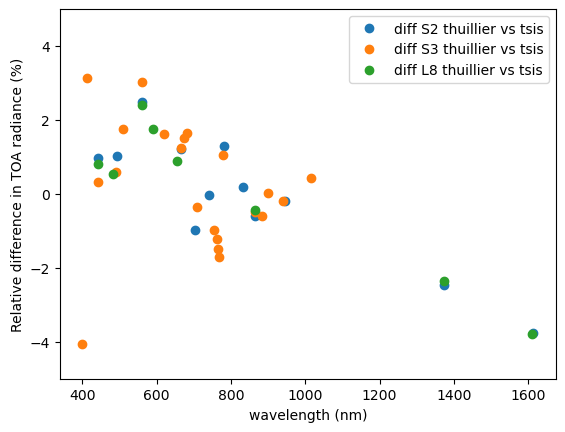 diff S2 thuillier vs tsis
diff S3 thuillier vs tsis
diff L8 thuillier vs tsis
Relative difference in TOA radiance (%)
4
2
0
−2
−4
400 600 800 1000 1200 1400 1600
wavelength (nm)